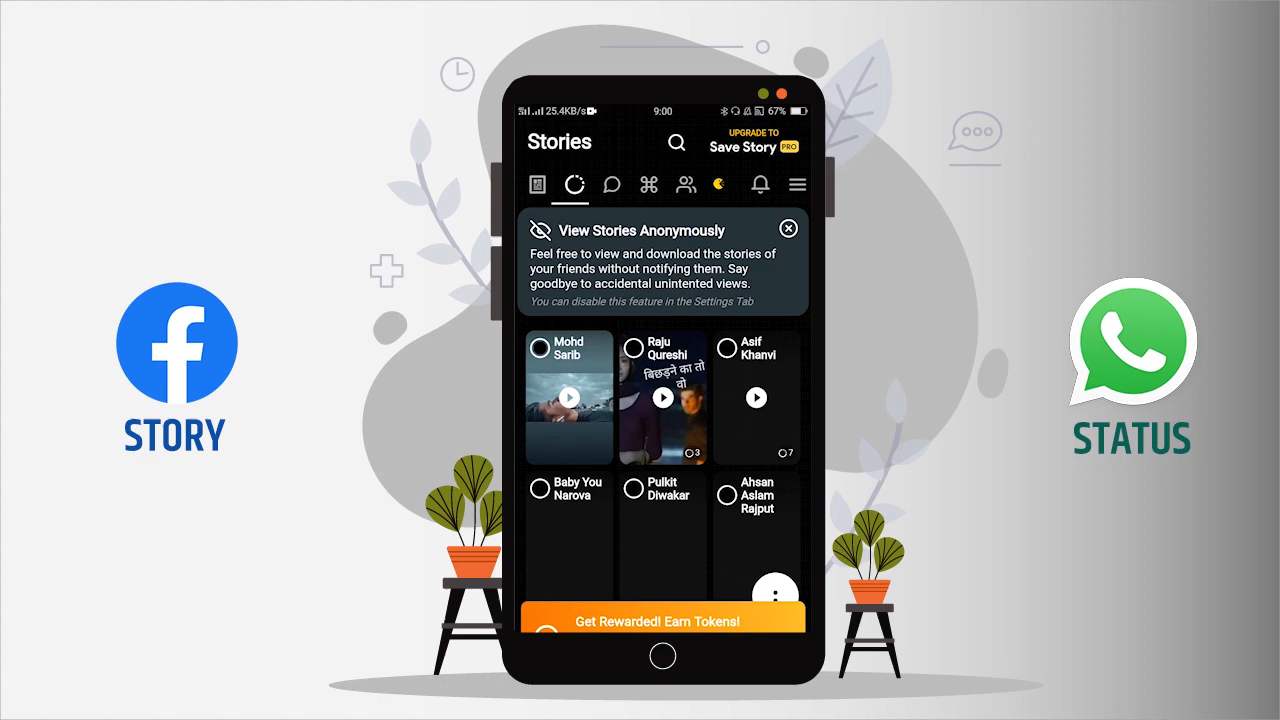 25.4KB/s
9:00
67%
Stories
UPGRADE TO
Save Story PRO
View Stories Anonymously
Feel free to view and download the stories of
your friends without notifying them. Say
goodbye to accidental unintented views.
You can disable this feature in the Settings Tab
Mohd
Sarib
Raju
Qureshi
बिछड़ने का तो
वो
3
Asif
Khanvi
7
Baby You
Narova
Pulkit
Diwakar
Ahsan
Aslam
Rajput
Get Rewarded! Earn Tokens!
STORY
STATUS